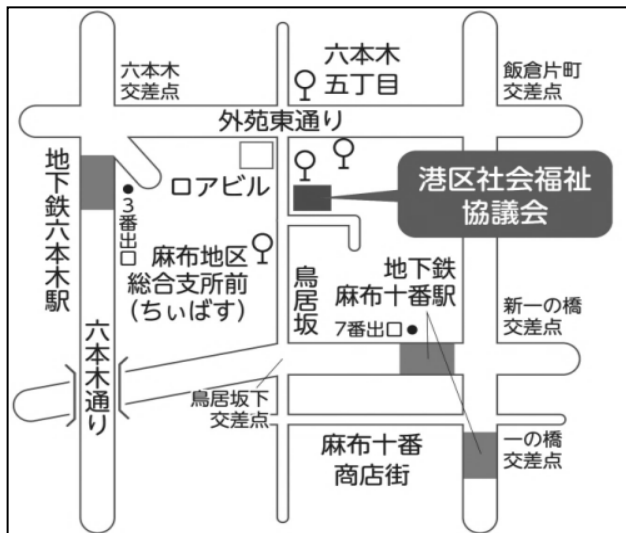 六本木
交差点
六本木
五丁目
飯倉片町
交差点
外苑東通り
地下鉄六本木駅
3番出口
ロアビル
港区社会福祉
協議会
麻布地区
総合支所前
(ちぃばす)
鳥居坂
地下鉄
麻布十番駅
7番出口
新一の橋
交差点
六本木通り
鳥居坂下
交差点
麻布十番
商店街
一の橋
交差点